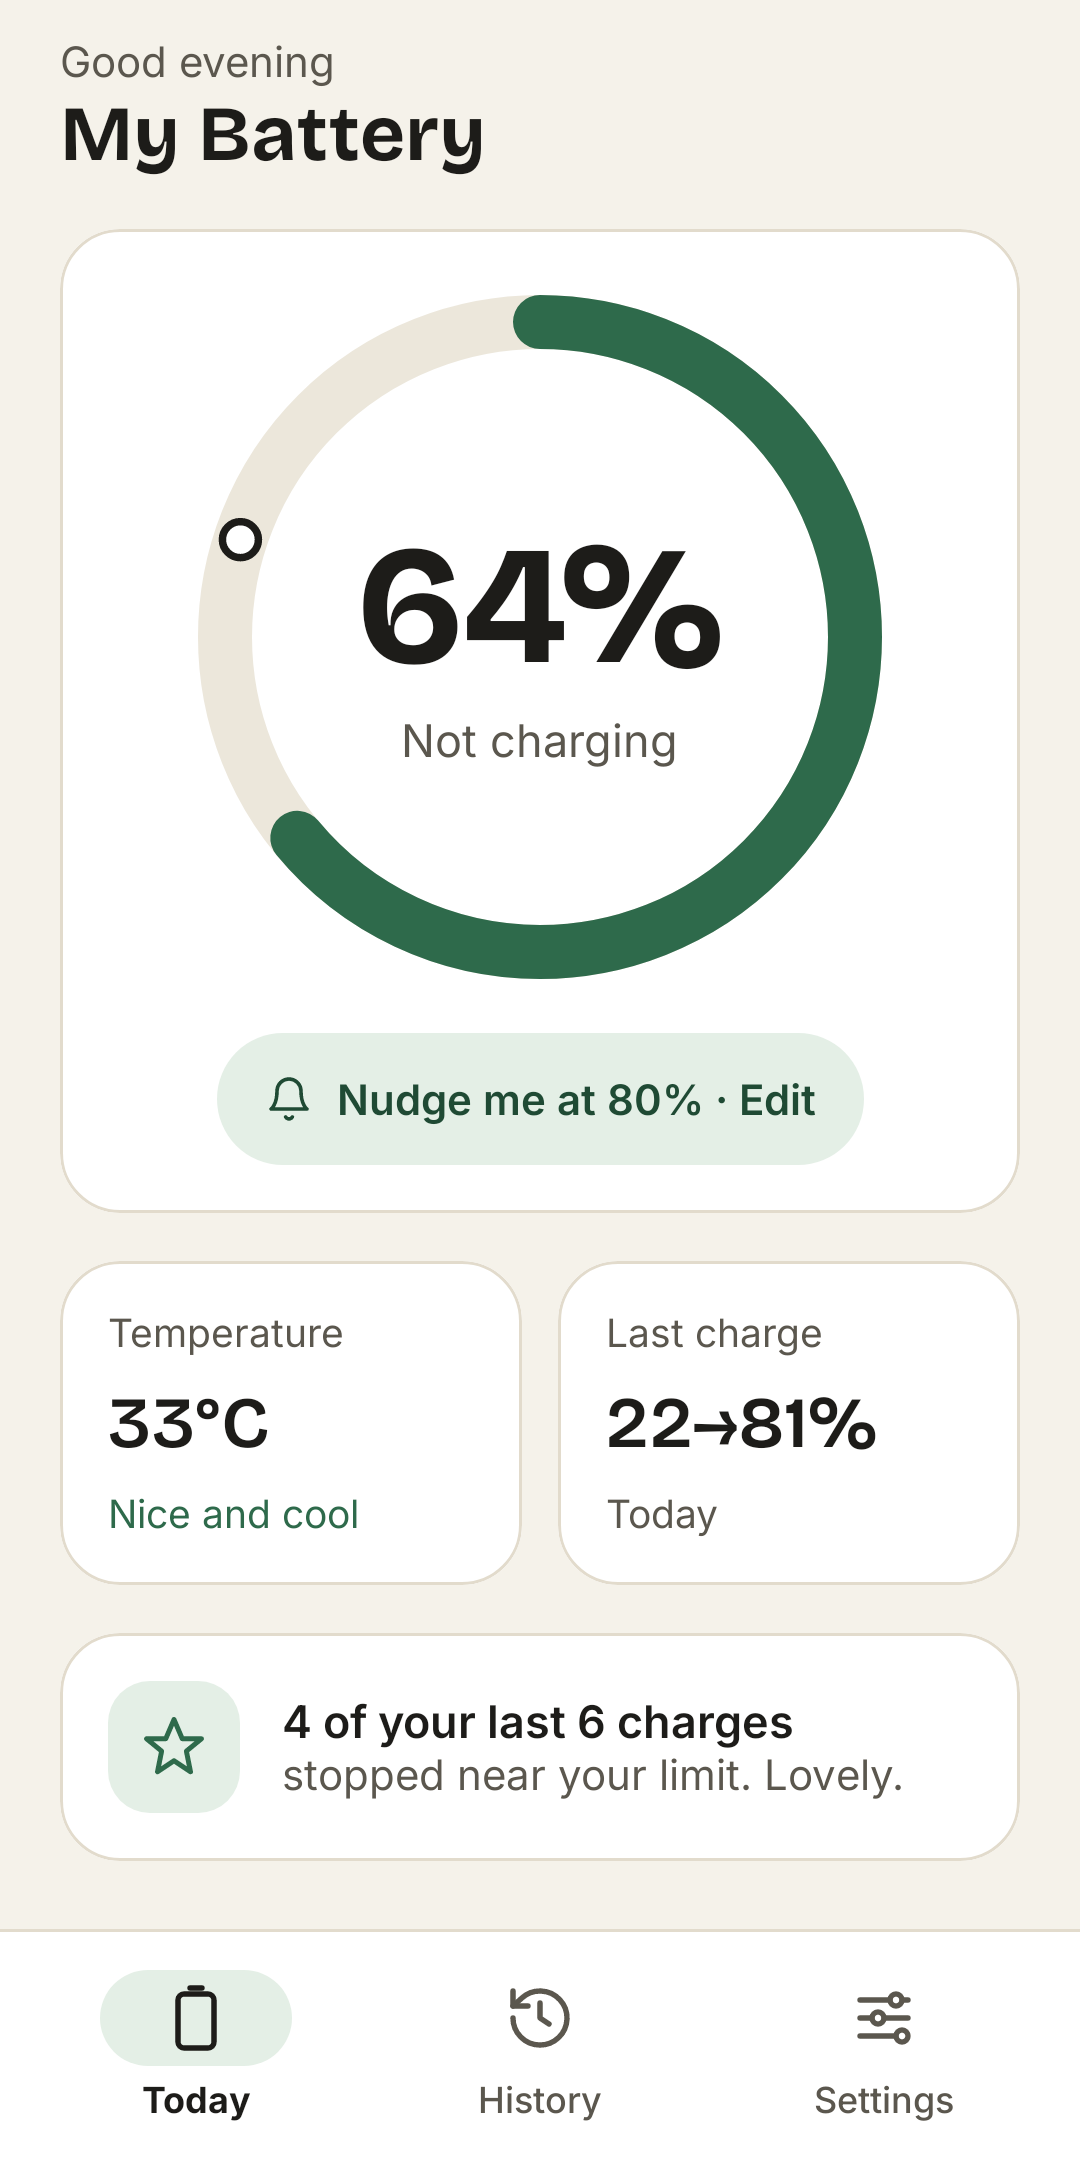 Good evening
My Battery
64%
Not charging
Nudge me at 80% · Edit
Temperature
33°C
Nice and cool
Last charge
22→81%
Today
4 of your last 6 charges
stopped near your limit. Lovely.
Today
History
Settings